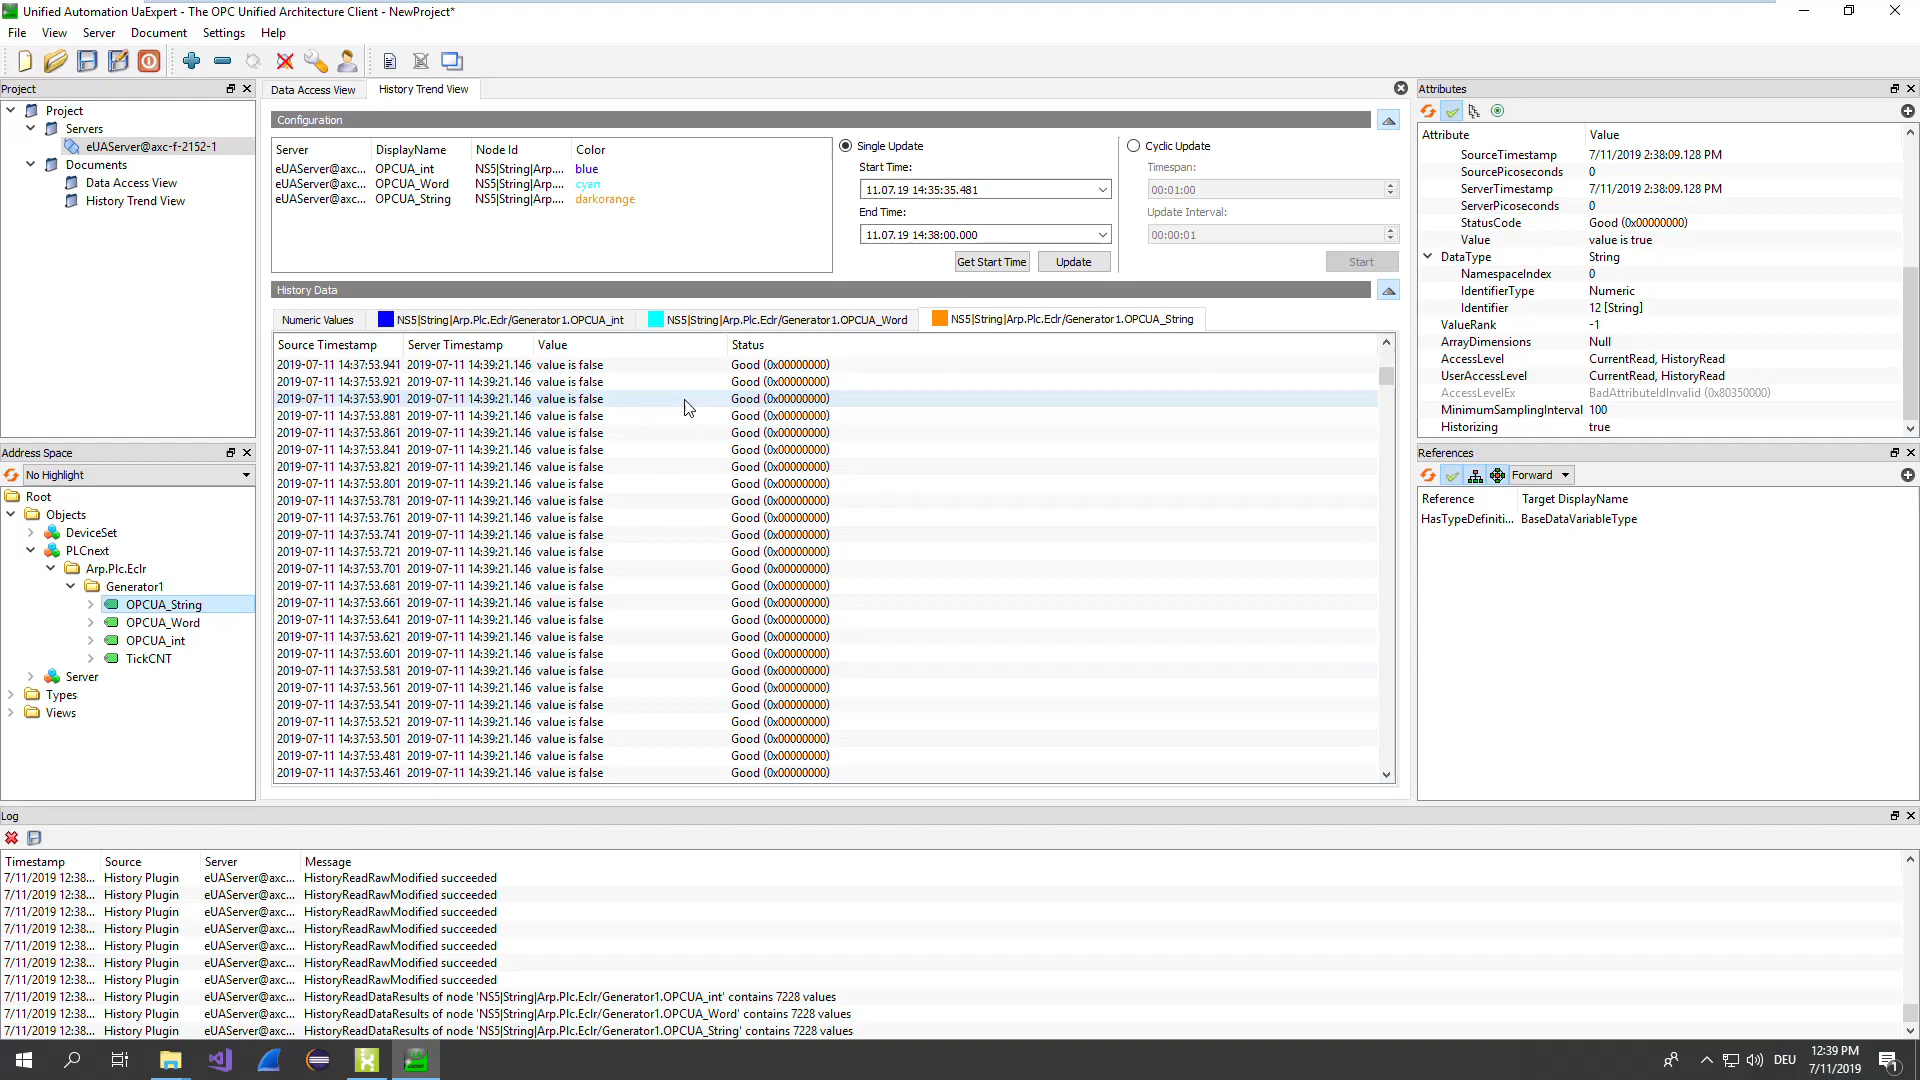 Unified Automation UaExpert - The OPC Unified Architecture Client - NewProject*
File View Server Document Settings Help
Project
Project
Servers
eUAServer@axc-f-2152-1
Documents
Data Access View
History Trend View
Address Space
No Highlight
Root
Objects
DeviceSet
PLCnext
Arp.Plc.Eclr
Generator1
OPCUA_String
OPCUA_Word
OPCUA_int
TickCNT
Server
Types
Views
Data Access View History Trend View
Configuration
Server DisplayName Node Id Color
eUAServer@axc... OPCUA_int NS5|String|Arp.... blue
eUAServer@axc... OPCUA_Word NS5|String|Arp.... cyan
eUAServer@axc... OPCUA_String NS5|String|Arp.... darkorange
Single Update
Start Time:
11.07.19 14:35:35.481
End Time:
11.07.19 14:38:00.000
Get Start Time Update
Cyclic Update
Timespan:
00:01:00
Update Interval:
00:00:01
Start
History Data
Numeric Values NS5|String|Arp.Plc.Eclr/Generator1.OPCUA_int NS5|String|Arp.Plc.Eclr/Generator1.OPCUA_Word NS5|String|Arp.Plc.Eclr/Generator1.OPCUA_String
Source Timestamp Server Timestamp Value Status
2019-07-11 14:37:53.941 2019-07-11 14:39:21.146 value is false Good (0x00000000)
2019-07-11 14:37:53.921 2019-07-11 14:39:21.146 value is false Good (0x00000000)
2019-07-11 14:37:53.901 2019-07-11 14:39:21.146 value is false Good (0x00000000)
2019-07-11 14:37:53.881 2019-07-11 14:39:21.146 value is false Good (0x00000000)
2019-07-11 14:37:53.861 2019-07-11 14:39:21.146 value is false Good (0x00000000)
2019-07-11 14:37:53.841 2019-07-11 14:39:21.146 value is false Good (0x00000000)
2019-07-11 14:37:53.821 2019-07-11 14:39:21.146 value is false Good (0x00000000)
2019-07-11 14:37:53.801 2019-07-11 14:39:21.146 value is false Good (0x00000000)
2019-07-11 14:37:53.781 2019-07-11 14:39:21.146 value is false Good (0x00000000)
2019-07-11 14:37:53.761 2019-07-11 14:39:21.146 value is false Good (0x00000000)
2019-07-11 14:37:53.741 2019-07-11 14:39:21.146 value is false Good (0x00000000)
2019-07-11 14:37:53.721 2019-07-11 14:39:21.146 value is false Good (0x00000000)
2019-07-11 14:37:53.701 2019-07-11 14:39:21.146 value is false Good (0x00000000)
2019-07-11 14:37:53.681 2019-07-11 14:39:21.146 value is false Good (0x00000000)
2019-07-11 14:37:53.661 2019-07-11 14:39:21.146 value is false Good (0x00000000)
2019-07-11 14:37:53.641 2019-07-11 14:39:21.146 value is false Good (0x00000000)
2019-07-11 14:37:53.621 2019-07-11 14:39:21.146 value is false Good (0x00000000)
2019-07-11 14:37:53.601 2019-07-11 14:39:21.146 value is false Good (0x00000000)
2019-07-11 14:37:53.581 2019-07-11 14:39:21.146 value is false Good (0x00000000)
2019-07-11 14:37:53.561 2019-07-11 14:39:21.146 value is false Good (0x00000000)
2019-07-11 14:37:53.541 2019-07-11 14:39:21.146 value is false Good (0x00000000)
2019-07-11 14:37:53.521 2019-07-11 14:39:21.146 value is false Good (0x00000000)
2019-07-11 14:37:53.501 2019-07-11 14:39:21.146 value is false Good (0x00000000)
2019-07-11 14:37:53.481 2019-07-11 14:39:21.146 value is false Good (0x00000000)
2019-07-11 14:37:53.461 2019-07-11 14:39:21.146 value is false Good (0x00000000)
Attributes
Attribute Value
SourceTimestamp 7/11/2019 2:38:09.128 PM
SourcePicoseconds 0
ServerTimestamp 7/11/2019 2:38:09.128 PM
ServerPicoseconds 0
StatusCode Good (0x00000000)
Value value is true
DataType String
NamespaceIndex 0
IdentifierType Numeric
Identifier 12 [String]
ValueRank -1
ArrayDimensions Null
AccessLevel CurrentRead, HistoryRead
UserAccessLevel CurrentRead, HistoryRead
AccessLevelEx BadAttributeIdInvalid (0x80350000)
MinimumSamplingInterval 100
Historizing true
References
Forward
Reference Target DisplayName
HasTypeDefiniti... BaseDataVariableType
Log
Timestamp Source Server Message
7/11/2019 12:38... History Plugin eUAServer@axc... HistoryReadRawModified succeeded
7/11/2019 12:38... History Plugin eUAServer@axc... HistoryReadRawModified succeeded
7/11/2019 12:38... History Plugin eUAServer@axc... HistoryReadRawModified succeeded
7/11/2019 12:38... History Plugin eUAServer@axc... HistoryReadRawModified succeeded
7/11/2019 12:38... History Plugin eUAServer@axc... HistoryReadRawModified succeeded
7/11/2019 12:38... History Plugin eUAServer@axc... HistoryReadRawModified succeeded
7/11/2019 12:38... History Plugin eUAServer@axc... HistoryReadRawModified succeeded
7/11/2019 12:38... History Plugin eUAServer@axc... HistoryReadDataResults of node 'NS5|String|Arp.Plc.Eclr/Generator1.OPCUA_int' contains 7228 values
7/11/2019 12:38... History Plugin eUAServer@axc... HistoryReadDataResults of node 'NS5|String|Arp.Plc.Eclr/Generator1.OPCUA_Word' contains 7228 values
7/11/2019 12:38... History Plugin eUAServer@axc... HistoryReadDataResults of node 'NS5|String|Arp.Plc.Eclr/Generator1.OPCUA_String' contains 7228 values
DEU
12:39 PM
7/11/2019
1